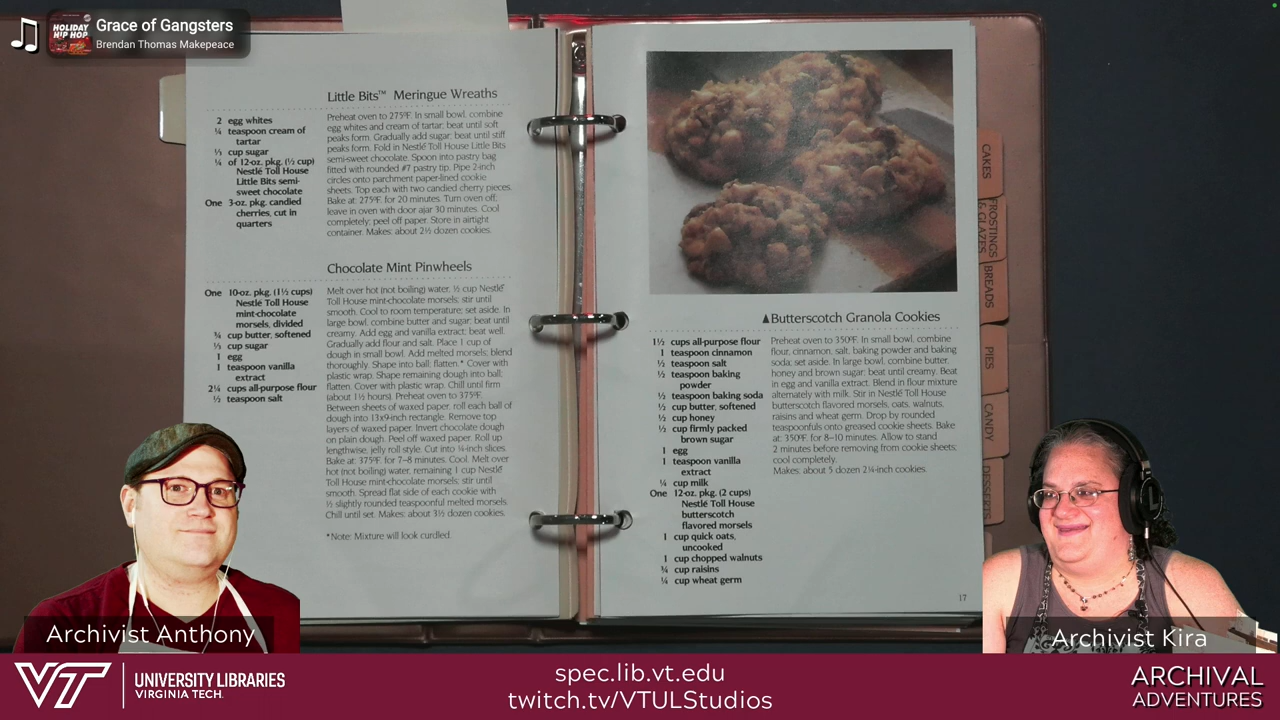 Grace of Gangsters
Brendan Thomas Makepeace
HOLIDAY
HIP HOP
Little Bits™ Meringue Wreaths
2 egg whites
¼ teaspoon cream of
tartar
⅓ cup sugar
¼ of 12-oz. pkg. (½ cup)
Nestlé Toll House
Little Bits semi-
sweet chocolate
One 3-oz. pkg. candied
cherries, cut in
quarters
Preheat oven to 275°F. In small bowl, combine
egg whites and cream of tartar; beat until soft
peaks form. Gradually add sugar; beat until stiff
peaks form. Fold in Nestlé Toll House Little Bits
semi-sweet chocolate. Spoon into pastry bag
fitted with rounded #7 pastry tip. Pipe 2-inch
circles onto parchment paper-lined cookie
sheets. Top each with two candied cherry pieces.
Bake at: 275°F. for 20 minutes. Turn oven off;
leave in oven with door ajar 30 minutes. Cool
completely; peel off paper. Store in airtight
container. Makes: about 2½ dozen cookies.
Chocolate Mint Pinwheels
One 10-oz. pkg. (1½ cups)
Nestlé Toll House
mint-chocolate
morsels, divided
¾ cup butter, softened
⅓ cup sugar
1 egg
1 teaspoon vanilla
extract
2¼ cups all-purpose flour
½ teaspoon salt
Melt over hot (not boiling) water, ½ cup Nestlé
Toll House mint-chocolate morsels; stir until
smooth. Cool to room temperature; set aside. In
large bowl, combine butter and sugar; beat until
creamy. Add egg and vanilla extract; beat well.
Gradually add flour and salt. Place 1 cup of
dough in small bowl. Add melted morsels; blend
thoroughly. Shape into ball; flatten.* Cover with
plastic wrap. Shape remaining dough into ball;
flatten. Cover with plastic wrap. Chill until firm
(about 1½ hours). Preheat oven to 375°F.
Between sheets of waxed paper, roll each ball of
dough into 13x9-inch rectangle. Remove top
layers of waxed paper. Invert chocolate dough
on plain dough. Peel off waxed paper. Roll up
lengthwise, jelly roll style. Cut into ¼-inch slices.
Bake at: 375°F. for 7–8 minutes. Cool. Melt over
hot (not boiling) water, remaining 1 cup Nestlé
Toll House mint-chocolate morsels; stir until
smooth. Spread flat side of each cookie with
½ slightly rounded teaspoonful melted morsels.
Chill until set. Makes: about 3½ dozen cookies.
*Note: Mixture will look curdled.
▲Butterscotch Granola Cookies
1½ cups all-purpose flour
1 teaspoon cinnamon
½ teaspoon salt
½ teaspoon baking
powder
½ teaspoon baking soda
½ cup butter, softened
½ cup honey
½ cup firmly packed
brown sugar
1 egg
1 teaspoon vanilla
extract
¼ cup milk
One 12-oz. pkg. (2 cups)
Nestlé Toll House
butterscotch
flavored morsels
1 cup quick oats,
uncooked
1 cup chopped walnuts
¾ cup raisins
¼ cup wheat germ
Preheat oven to 350°F. In small bowl, combine
flour, cinnamon, salt, baking powder and baking
soda; set aside. In large bowl, combine butter,
honey and brown sugar; beat until creamy. Beat
in egg and vanilla extract. Blend in flour mixture
alternately with milk. Stir in Nestlé Toll House
butterscotch flavored morsels, oats, walnuts,
raisins and wheat germ. Drop by rounded
teaspoonfuls onto greased cookie sheets. Bake
at: 350°F. for 8–10 minutes. Allow to stand
2 minutes before removing from cookie sheets;
cool completely.
Makes: about 5 dozen 2¼-inch cookies.
17
CAKES
FROSTINGS
& GLAZES
BREADS
PIES
CANDY
DESSERTS
Archivist Anthony
Archivist Kira
VT UNIVERSITY LIBRARIES
VIRGINIA TECH.
spec.lib.vt.edu
twitch.tv/VTULStudios
ARCHIVAL
ADVENTURES